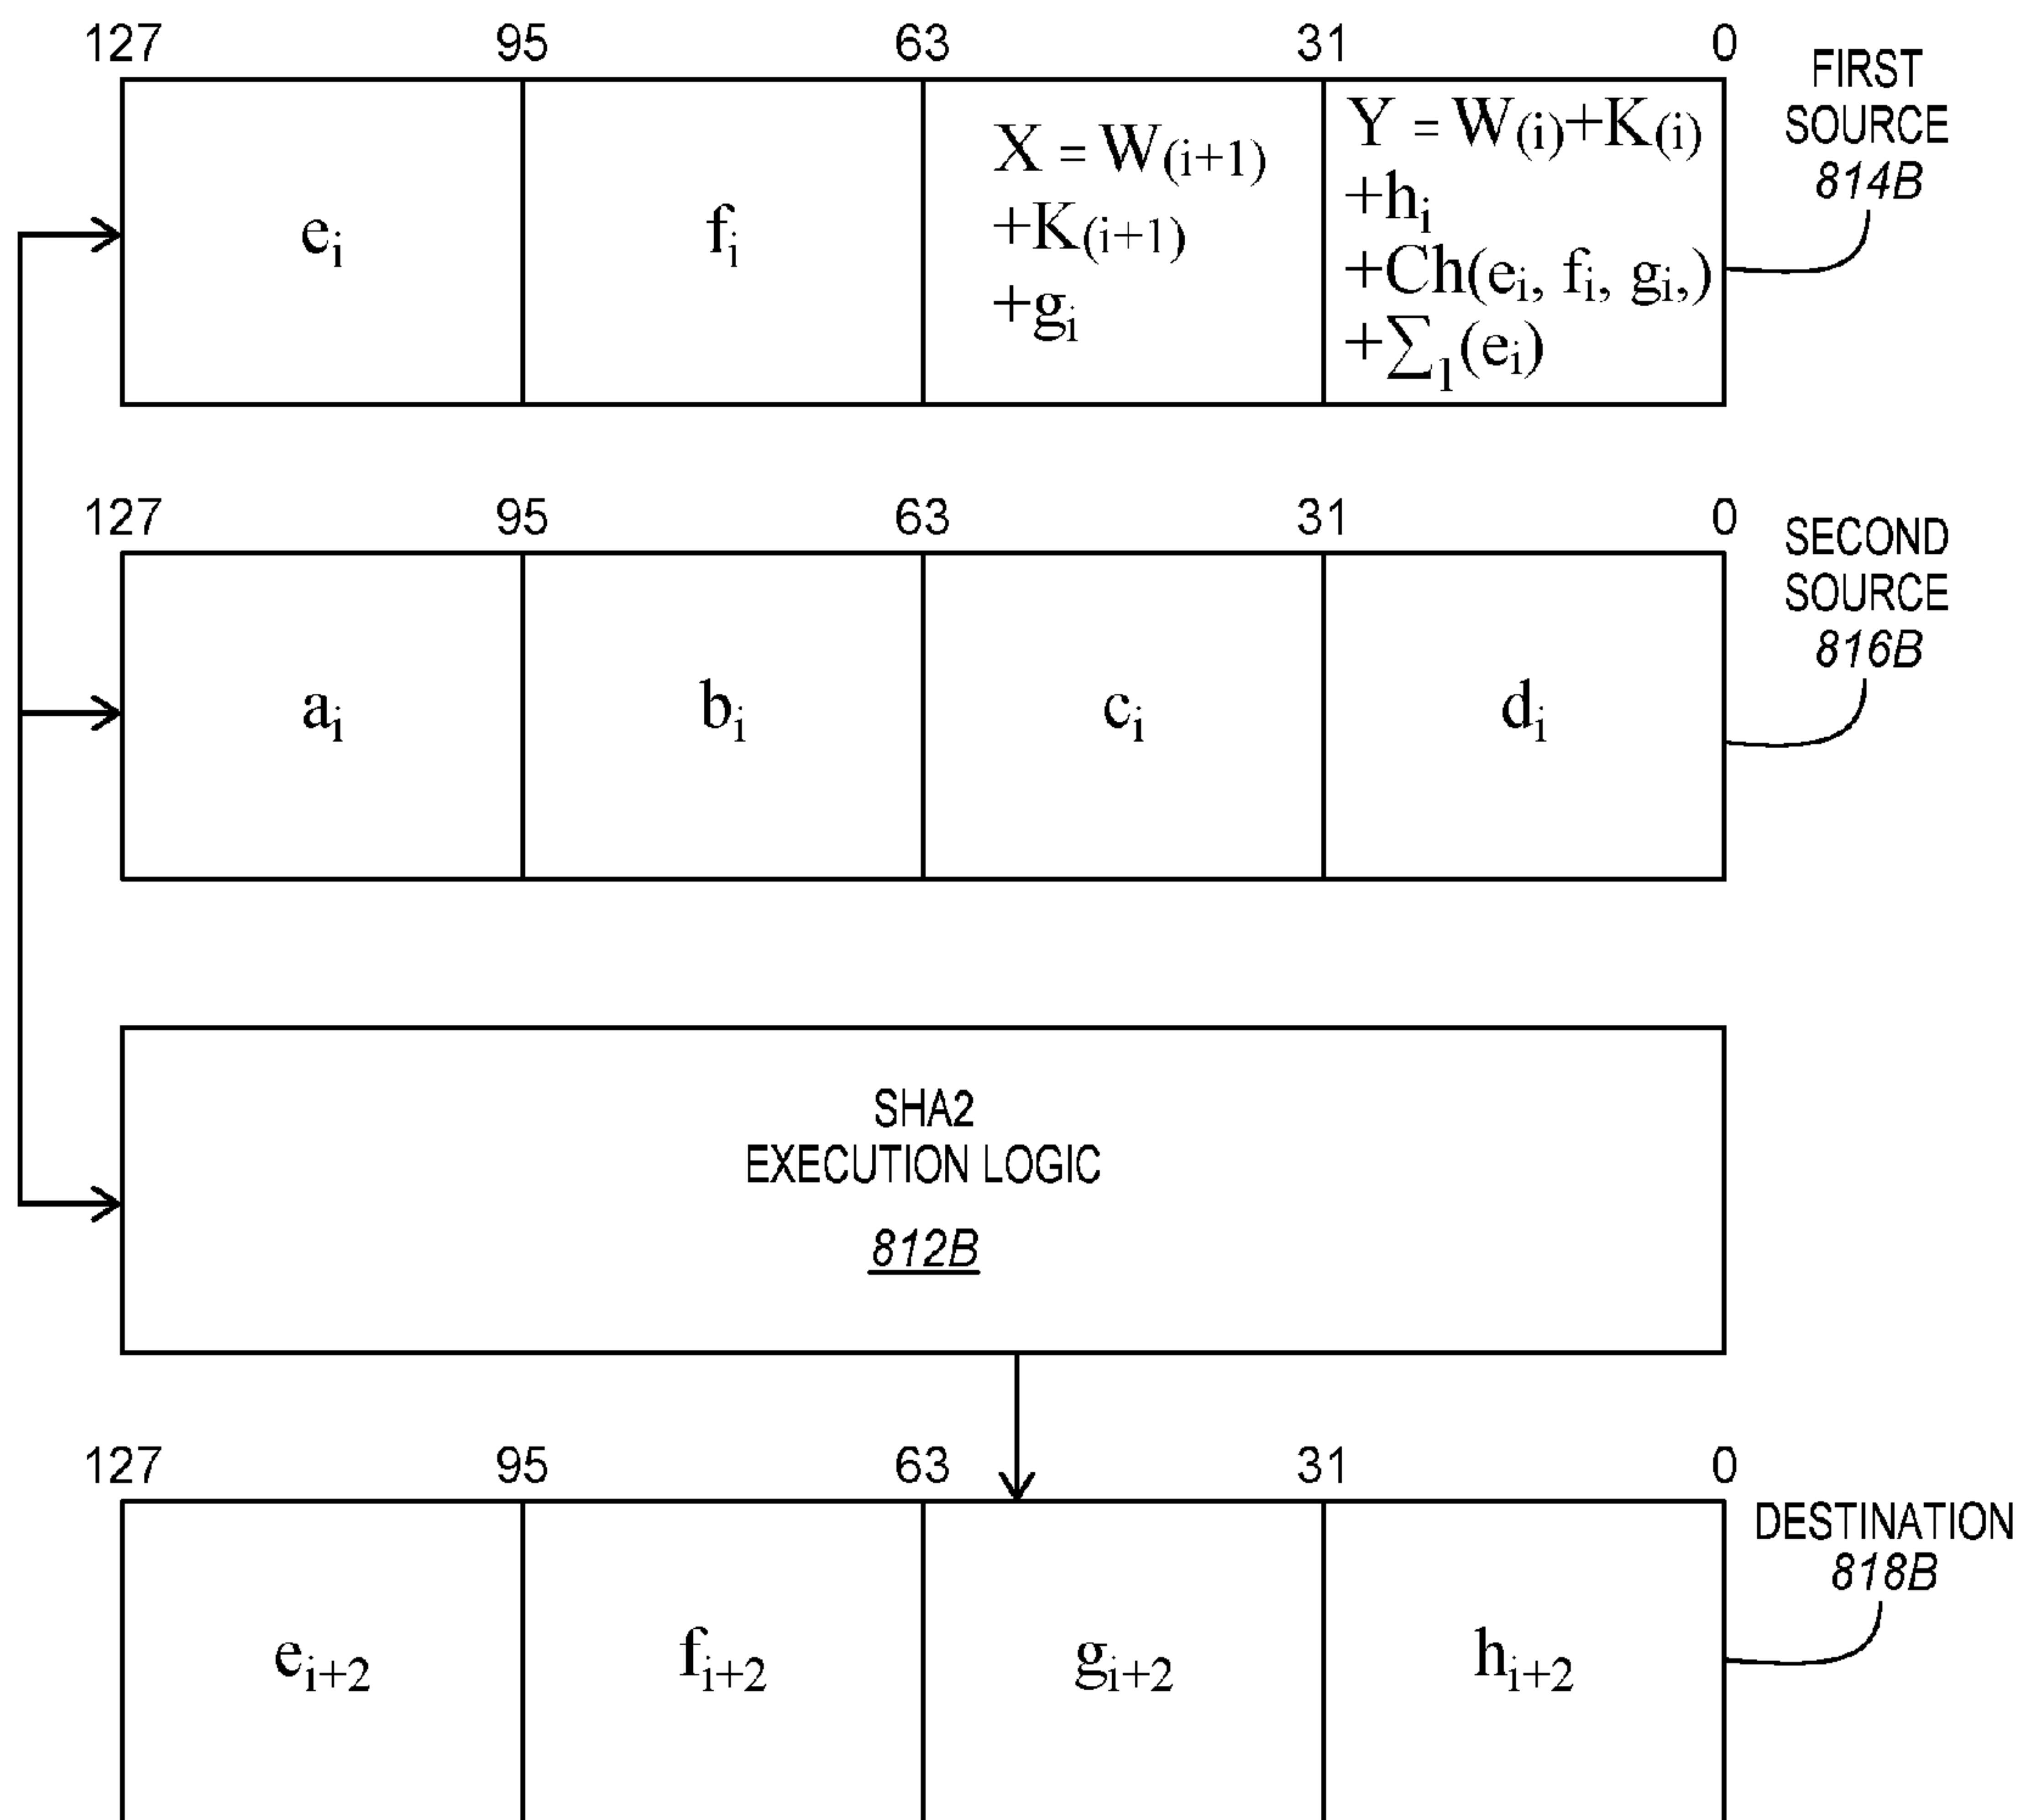 127 95 63 31 0
FIRST
SOURCE
814B
eᵢ
fᵢ
X = W₍ᵢ₊₁₎
+K₍ᵢ₊₁₎
+gᵢ
Y = W₍ᵢ₎+K₍ᵢ₎
+hᵢ
+Ch(eᵢ, fᵢ, gᵢ,)
+∑₁(eᵢ)
127 95 63 31 0
SECOND
SOURCE
816B
aᵢ bᵢ cᵢ dᵢ
SHA2
EXECUTION LOGIC
812B
127 95 63 31 0
DESTINATION
818B
eᵢ₊₂ fᵢ₊₂ gᵢ₊₂ hᵢ₊₂